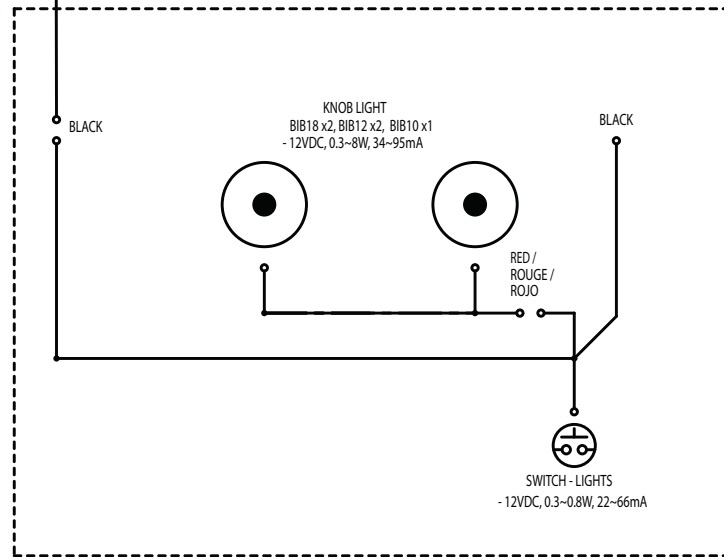 BLACK
KNOB LIGHT
BIB18 x2, BIB12 x2, BIB10 x1
- 12VDC, 0.3~8W, 34~95mA
BLACK
RED /
ROUGE /
ROJO
SWITCH - LIGHTS
- 12VDC, 0.3~0.8W, 22~66mA